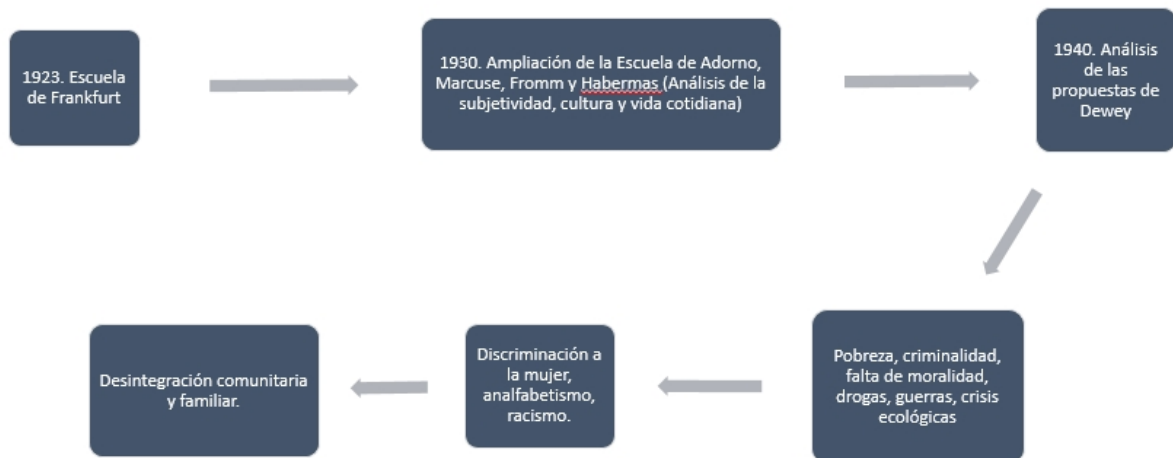 1923. Escuela
de Frankfurt
1930. Ampliación de la Escuela de Adorno,
Marcuse, Fromm y Habermas (Análisis de la
subjetividad, cultura y vida cotidiana)
1940. Análisis
de las
propuestas de
Dewey
Pobreza, criminalidad,
falta de moralidad,
drogas, guerras, crisis
ecológicas
Discriminación a
la mujer,
analfabetismo,
racismo.
Desintegración comunitaria
y familiar.